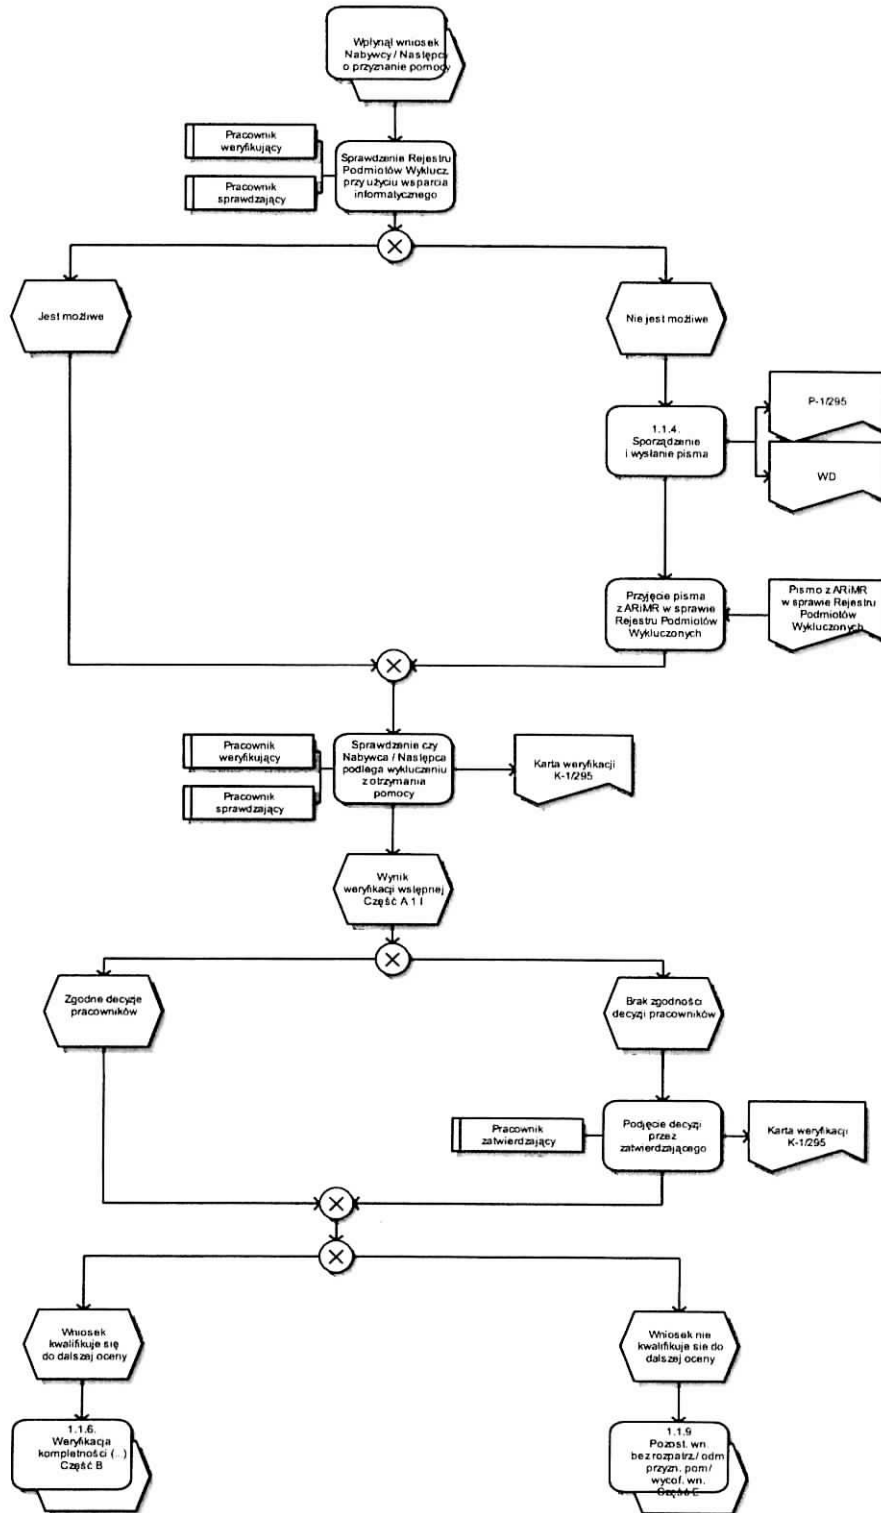 Wpłynął wniosek
Nabywcy / Następcy
o przyznanie pomocy
Pracownik
weryfikujący
Pracownik
sprawdzający
Sprawdzenie Rejestru
Podmiotów Wyklucz.
przy użyciu wsparcia
informatycznego
Jest możliwe
Nie jest możliwe
1.1.4.
Sporządzenie
i wysłanie pisma
P-1/295
WD
Przyjęcie pisma
z ARiMR w sprawie
Rejestru Podmiotów
Wykluczonych
Pismo z ARiMR
w sprawie Rejestru
Podmiotów
Wykluczonych
Pracownik
weryfikujący
Pracownik
sprawdzający
Sprawdzenie czy
Nabywca / Następca
podlega wykluczeniu
z otrzymania
pomocy
Karta weryfikacji
K-1/295
Wynik
weryfikacji wstępnej
Część A 1 I
Zgodne decyzje
pracowników
Brak zgodności
decyzji pracowników
Pracownik
zatwierdzający
Podjęcie decyzji
przez
zatwierdzającego
Karta weryfikacji
K-1/295
Wniosek
kwalifikuje się
do dalszej oceny
Wniosek nie
kwalifikuje sie do
dalszej oceny
1.1.6.
Weryfikacja
kompletności (...)
Część B
1.1.9
Pozost. wn.
bez rozpatrz./ odm
przyzn. pom/
wycof. wn.
Część E